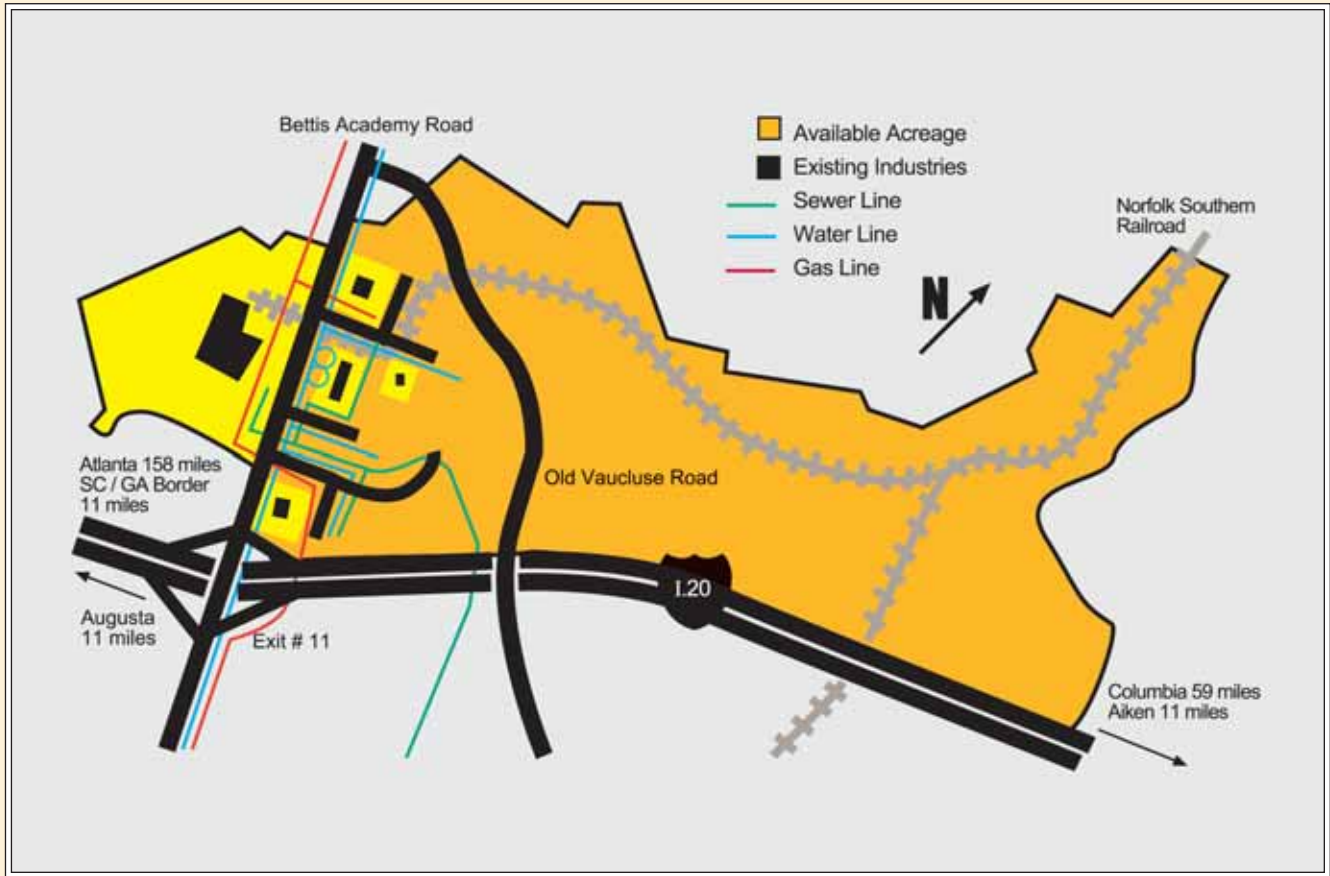 Bettis Academy Road
Available Acreage
Existing Industries
Sewer Line
Water Line
Gas Line
Norfolk Southern
Railroad
N
Atlanta 158 miles
SC / GA Border
11 miles
Old Vaucluse Road
I.20
Augusta
11 miles
Exit # 11
Columbia 59 miles
Aiken 11 miles